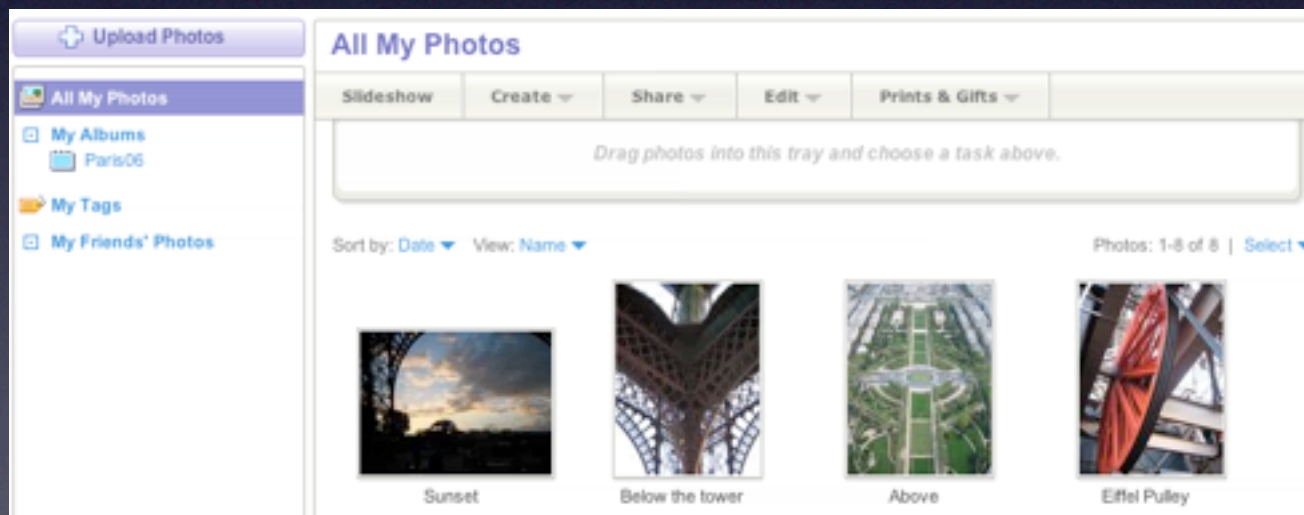 Upload Photos
All My Photos
My Albums
Paris06
My Tags
My Friends' Photos
All My Photos
Slideshow Create Share Edit Prints & Gifts
Drag photos into this tray and choose a task above.
Sort by: Date View: Name Photos: 1-8 of 8 | Select
Sunset Below the tower Above Eiffel Pulley